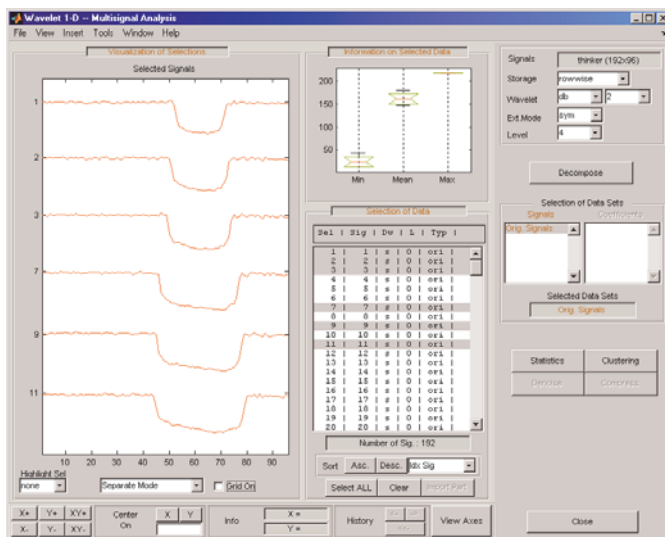 Wavelet 1-D -- Multisignal Analysis
File View Insert Tools Window Help
Visualization of Selections
Selected Signals
1
2
3
7
9
11
10 20 30 40 50 60 70 80 90
Highlight Sel
none
Separate Mode
Grid On
Information on Selected Data
200
150
100
50
Min Mean Max
Selection of Data
Sel | Sig | Dw | L | Typ |
1 | 1 | s | 0 | ori |
2 | 2 | s | 0 | ori |
3 | 3 | s | 0 | ori |
4 | 4 | s | 0 | ori |
5 | 5 | s | 0 | ori |
6 | 6 | s | 0 | ori |
7 | 7 | s | 0 | ori |
8 | 8 | s | 0 | ori |
9 | 9 | s | 0 | ori |
10 | 10 | s | 0 | ori |
11 | 11 | s | 0 | ori |
12 | 12 | s | 0 | ori |
13 | 13 | s | 0 | ori |
14 | 14 | s | 0 | ori |
15 | 15 | s | 0 | ori |
16 | 16 | s | 0 | ori |
17 | 17 | s | 0 | ori |
18 | 18 | s | 0 | ori |
19 | 19 | s | 0 | ori |
20 | 20 | s | 0 | ori |
Number of Sig. : 192
Sort Asc. Desc. Idx Sig
Select ALL Clear Import Part
Signals thinker (192x96)
Storage rowwise
Wavelet db 2
Ext.Mode sym
Level 4
Decompose
Selection of Data Sets
Signals Coefficients
Orig. Signals
Selected Data Sets
Orig. Signals
Statistics Clustering
Denoise Compress
X+ Y+ XY+
X- Y- XY-
Center On
X Y
Info
X =
Y =
History
View Axes
Close